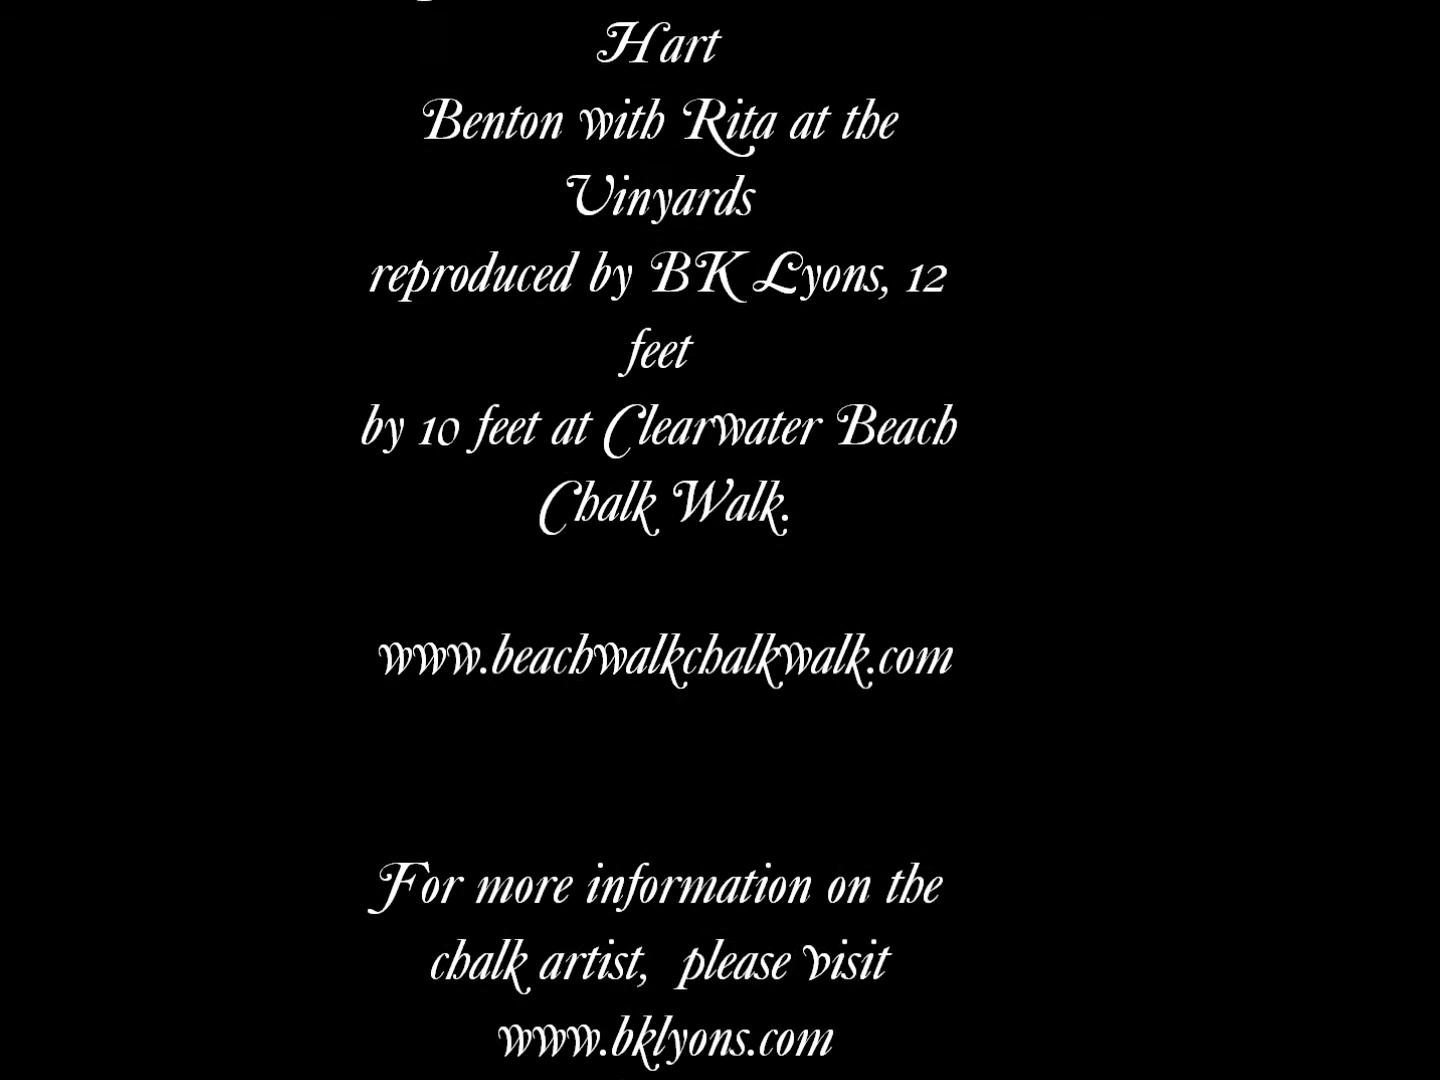 Hart
Benton with Rita at the
Vinyards
reproduced by BK Lyons, 12
feet
by 10 feet at Clearwater Beach
Chalk Walk.
www.beachwalkchalkwalk.com
For more information on the
chalk artist, please visit
www.bklyons.com